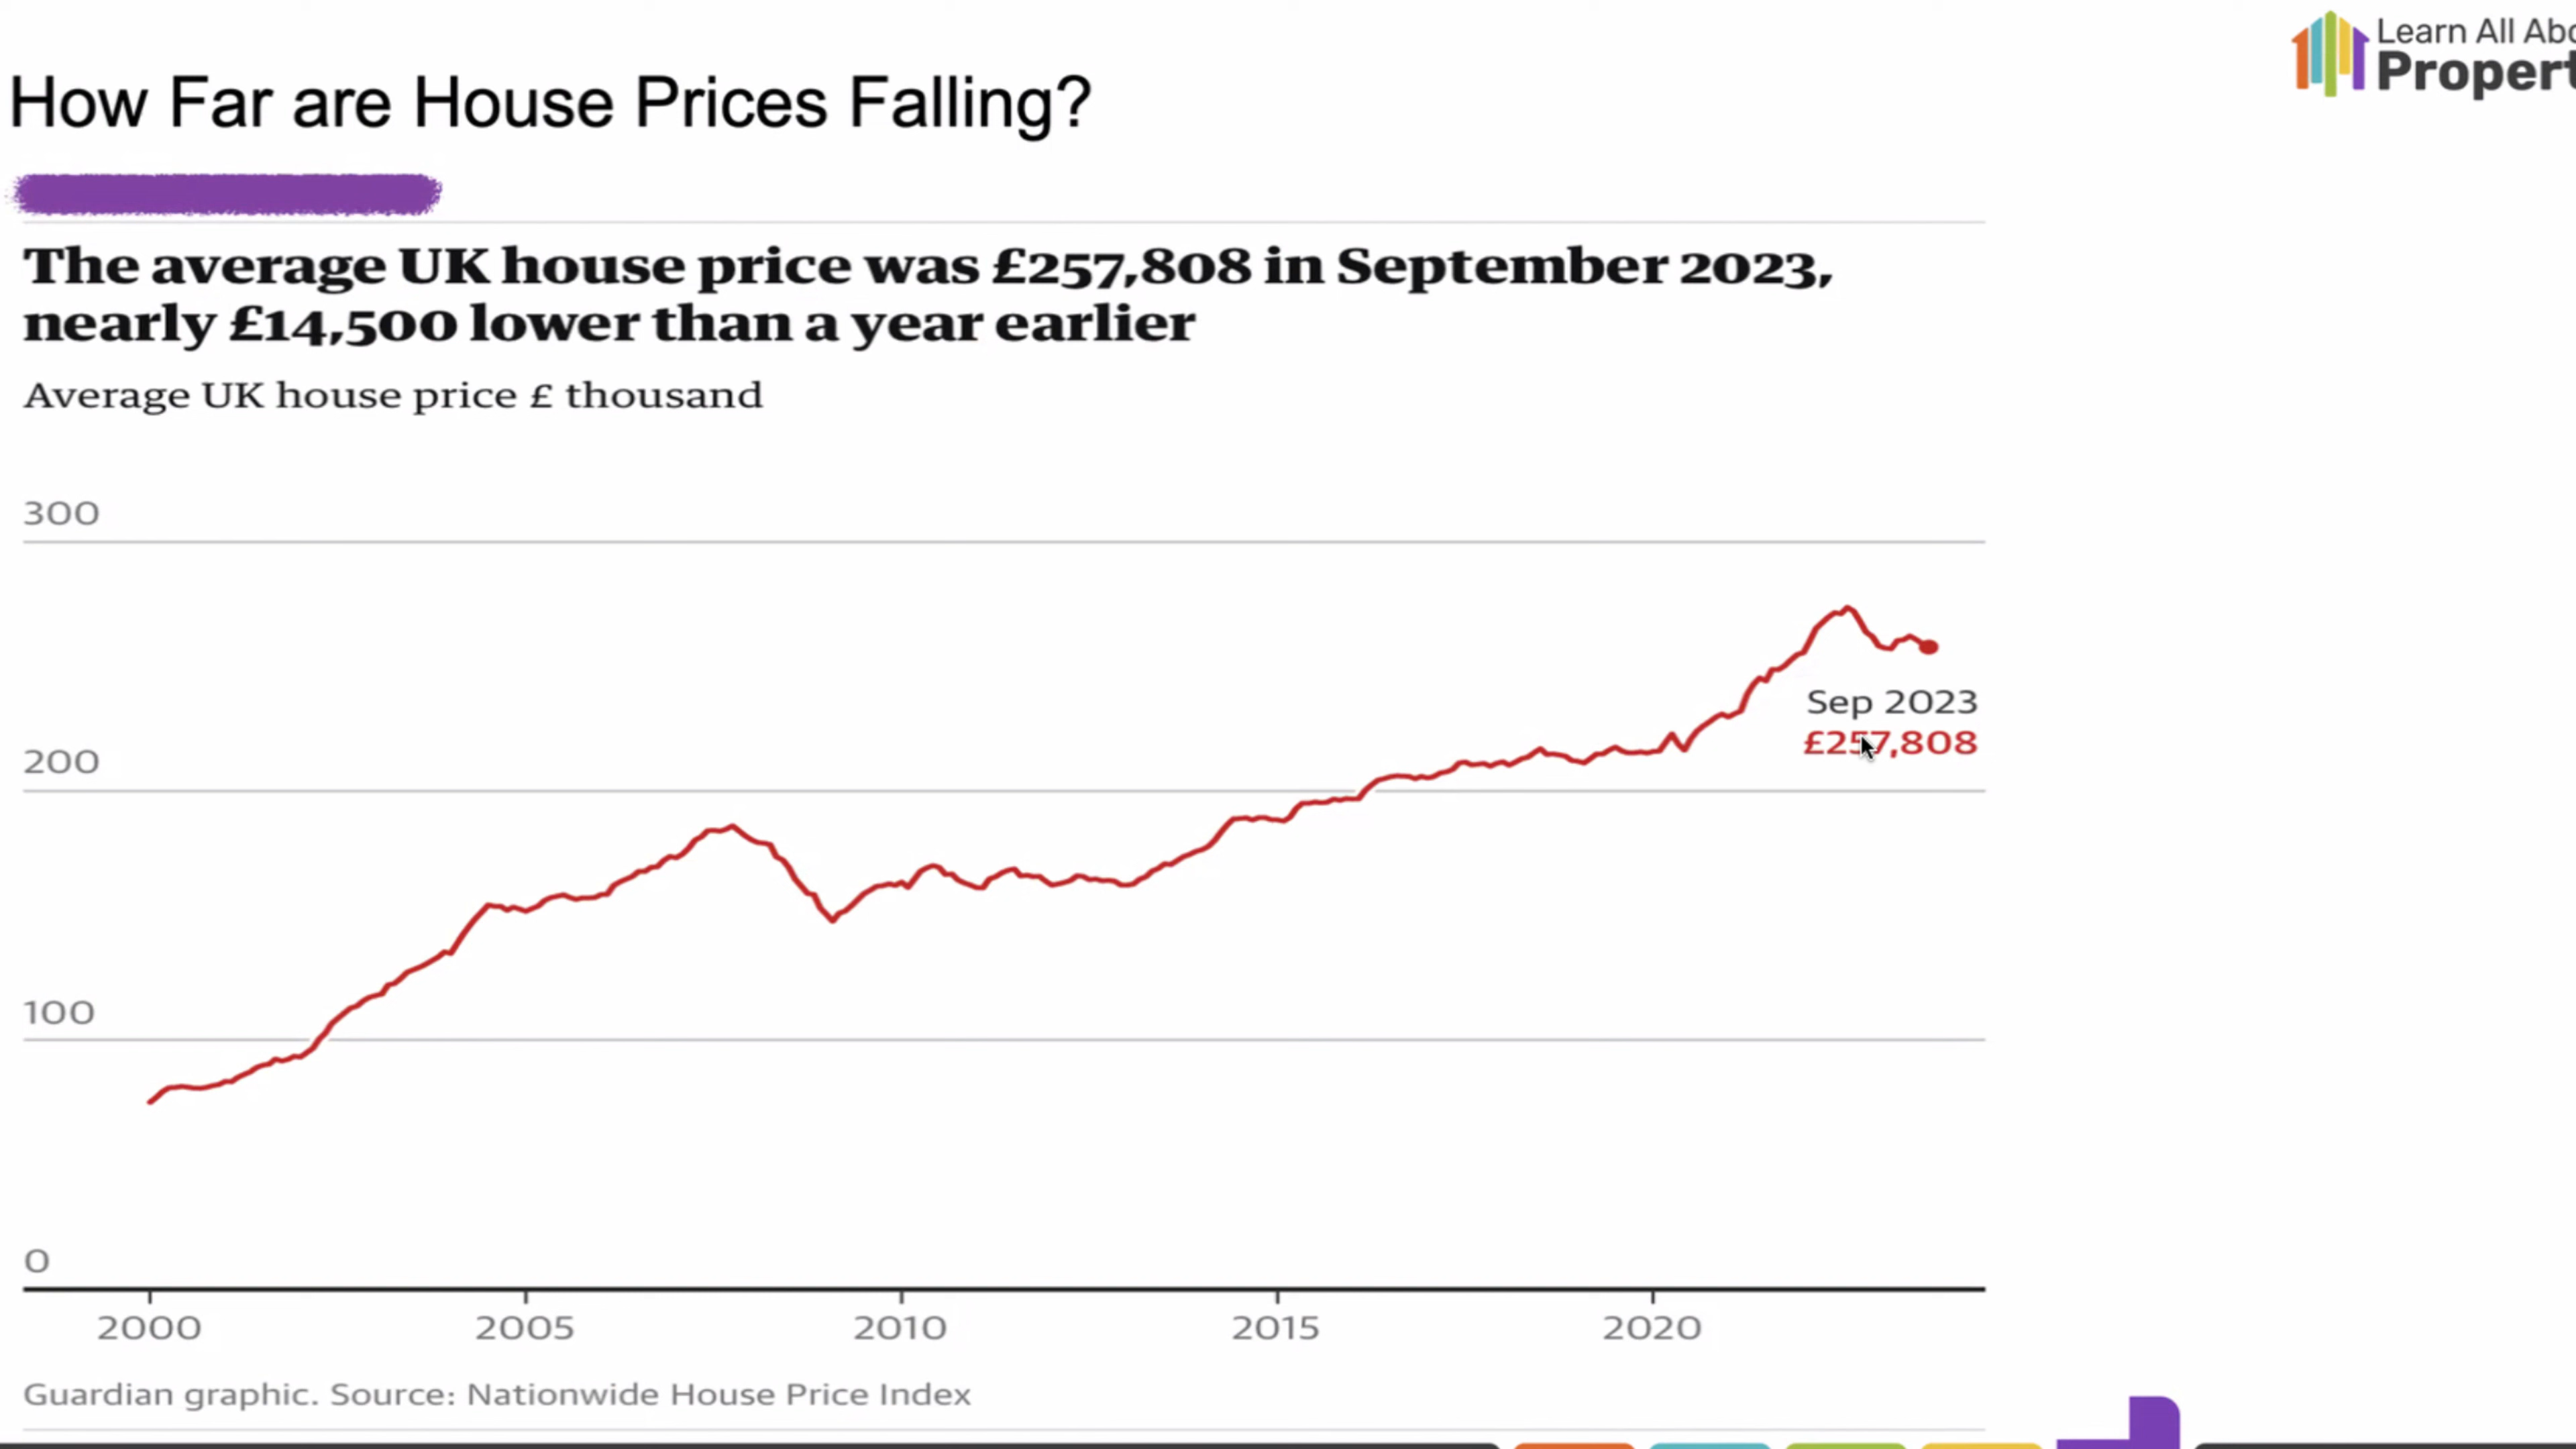 Learn All
How Far are House Prices Falling?
The average UK house price was £257,808 in September 2023,
nearly £14,500 lower than a year earlier
Average UK house price £ thousand
300
200
100
0
Sep 2023
£257,808
2000 2005 2010 2015 2020
Guardian graphic. Source: Nationwide House Price Index